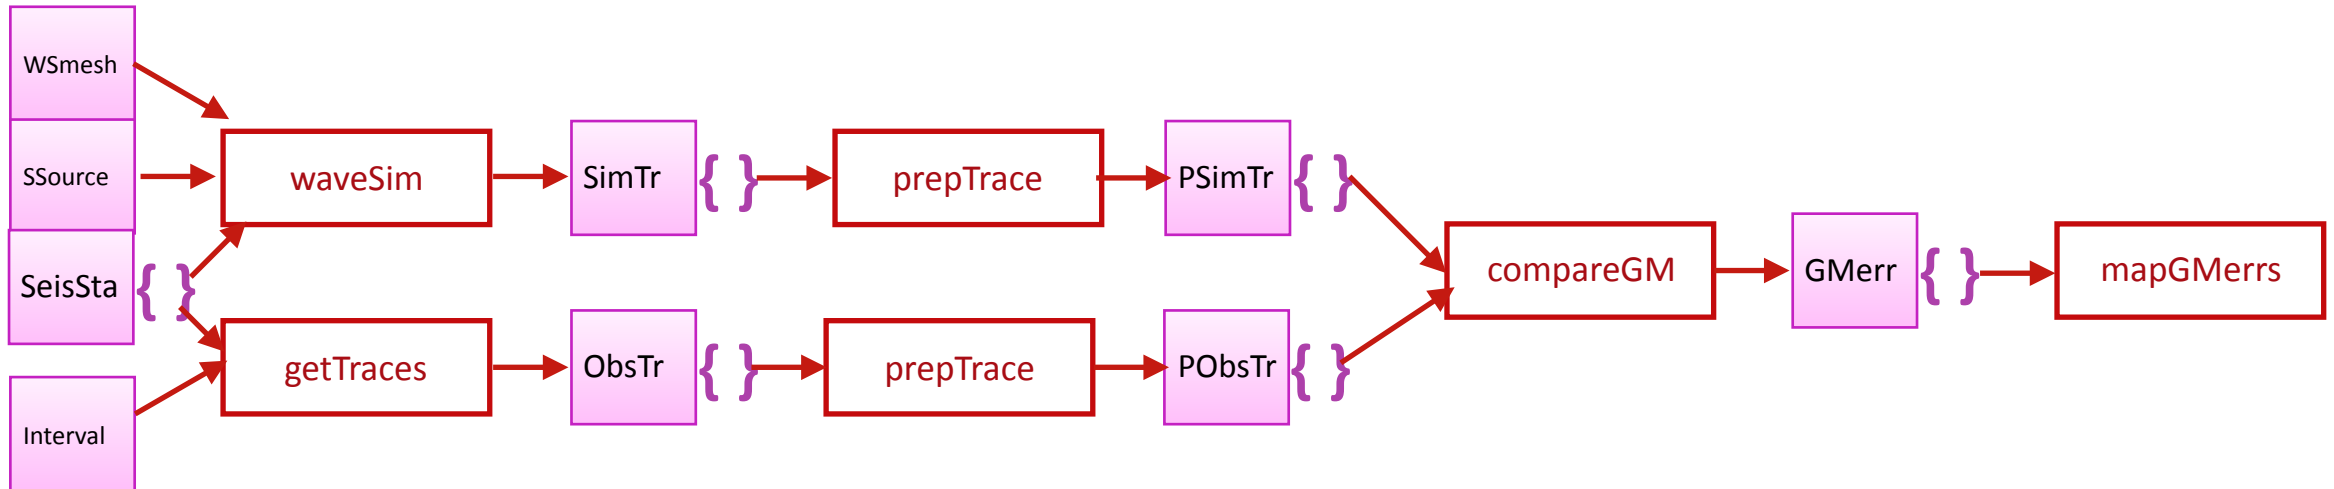 WSmesh
SSource
waveSim
SimTr { }
prepTrace
PSimTr { }
SeisSta { }
compareGM
GMerr { }
mapGMerrs
getTraces
ObsTr { }
prepTrace
PObsTr { }
Interval